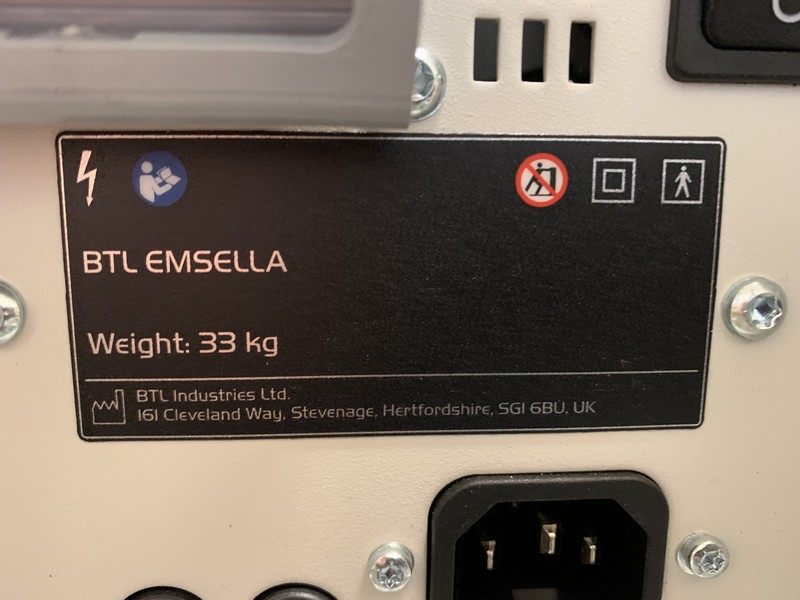 BTL EMSELLA
Weight: 33 kg
BTL Industries Ltd.
161 Cleveland Way, Stevenage, Hertfordshire, SG1 6BU, UK